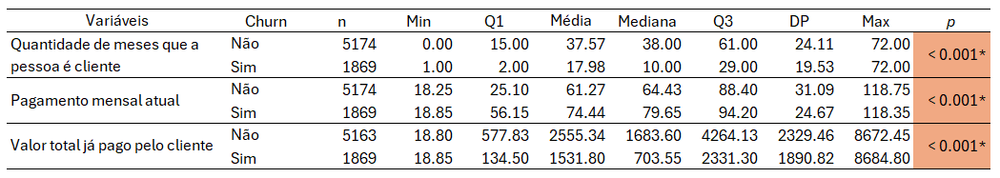 Variáveis Churn n Min Q1 Média Mediana Q3 DP Max p
Quantidade de meses que a pessoa é cliente Não 5174 0.00 15.00 37.57 38.00 61.00 24.11 72.00 < 0.001*
Sim 1869 1.00 2.00 17.98 10.00 29.00 19.53 72.00
Pagamento mensal atual Não 5174 18.25 25.10 61.27 64.43 88.40 31.09 118.75 < 0.001*
Sim 1869 18.85 56.15 74.44 79.65 94.20 24.67 118.35
Valor total já pago pelo cliente Não 5163 18.80 577.83 2555.34 1683.60 4264.13 2329.46 8672.45 < 0.001*
Sim 1869 18.85 134.50 1531.80 703.55 2331.30 1890.82 8684.80